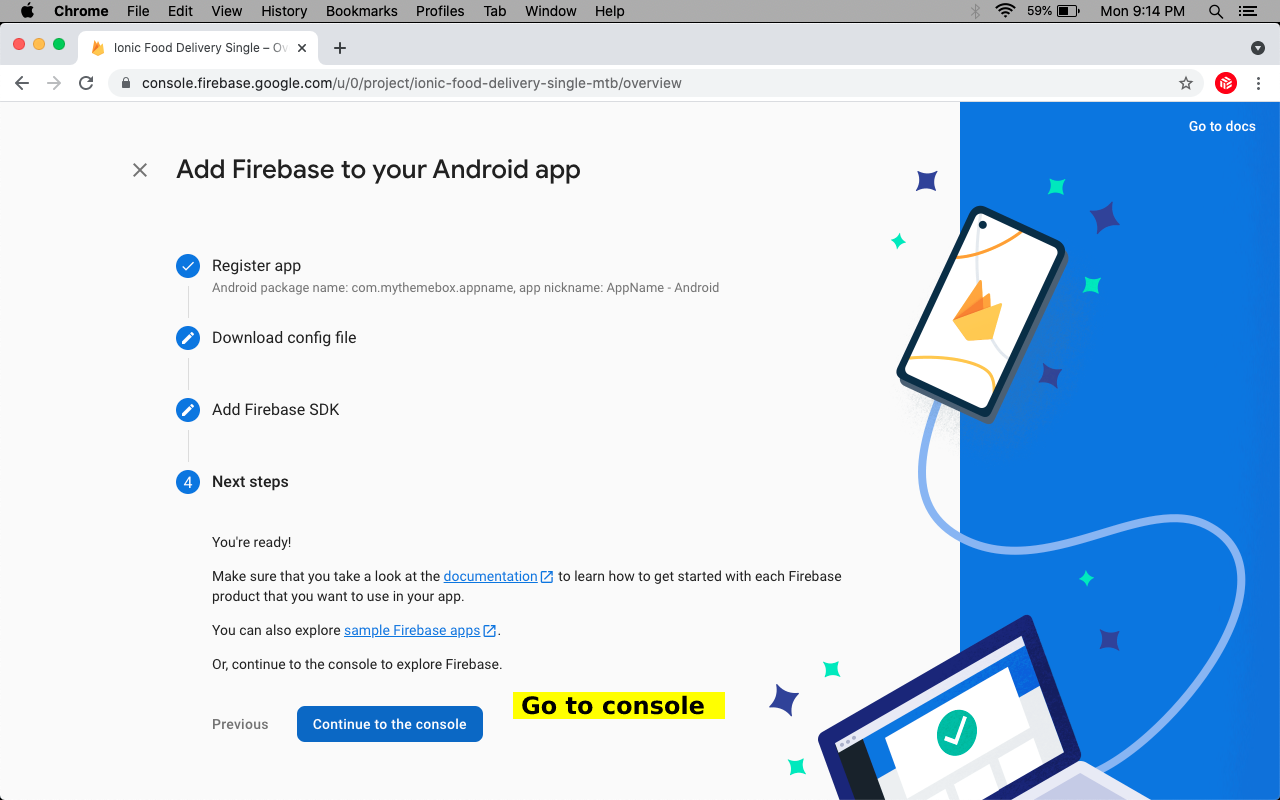 Chrome File Edit View History Bookmarks Profiles Tab Window Help 59% Mon 9:14 PM
Ionic Food Delivery Single – Ov
console.firebase.google.com/u/0/project/ionic-food-delivery-single-mtb/overview
Go to docs
Add Firebase to your Android app
Register app
Android package name: com.mythemebox.appname, app nickname: AppName - Android
Download config file
Add Firebase SDK
4 Next steps
You're ready!
Make sure that you take a look at the documentation to learn how to get started with each Firebase
product that you want to use in your app.
You can also explore sample Firebase apps.
Or, continue to the console to explore Firebase.
Go to console
Previous Continue to the console